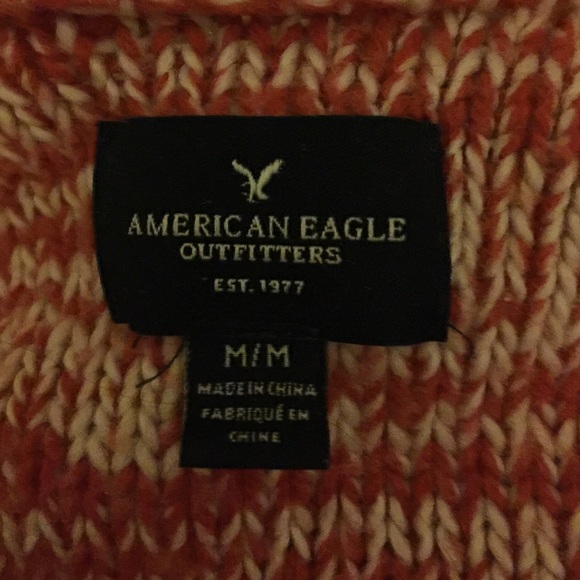 AMERICAN EAGLE
OUTFITTERS
EST. 1977
M/M
MADE IN CHINA
FABRIQUÉ EN
CHINE